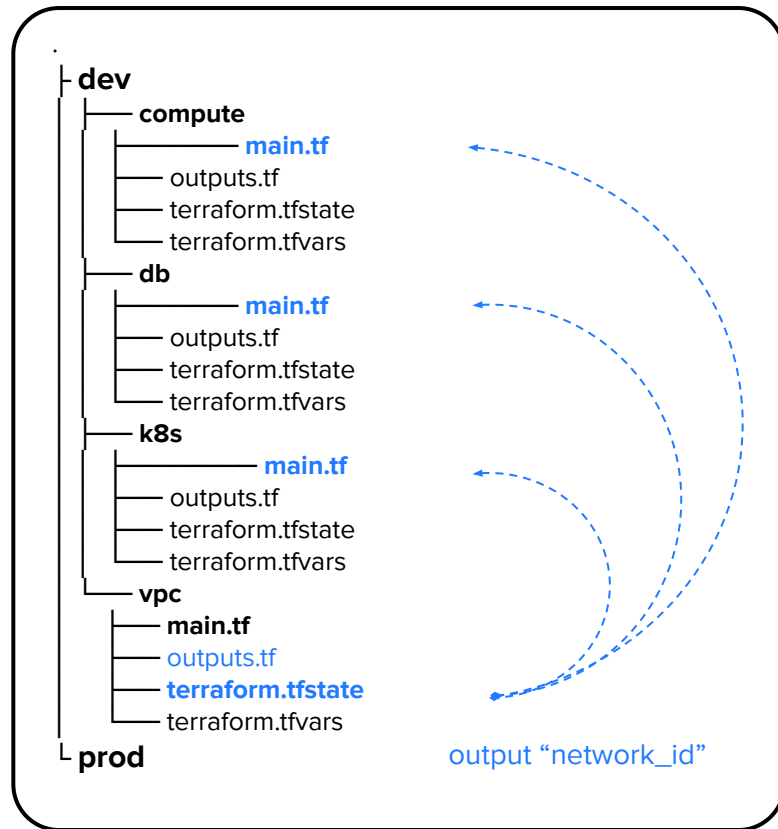 .
├ dev
├── compute
├──────── main.tf
├── outputs.tf
├── terraform.tfstate
├── terraform.tfvars
├── db
├──────── main.tf
├── outputs.tf
├── terraform.tfstate
├── terraform.tfvars
├── k8s
├───────── main.tf
├── outputs.tf
├── terraform.tfstate
├── terraform.tfvars
└── vpc
├── main.tf
├── outputs.tf
├── terraform.tfstate
└── terraform.tfvars
└ prod
output “network_id”